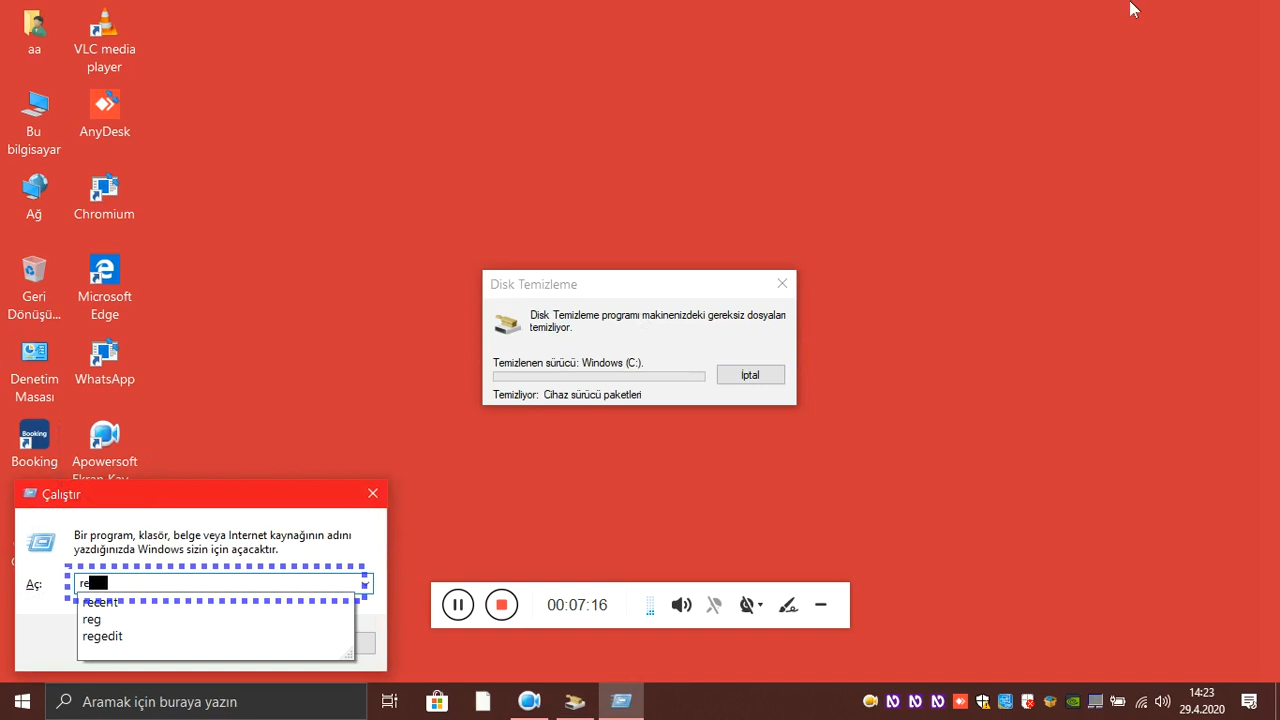 aa
VLC media
player
Bu
bilgisayar
AnyDesk
Ağ
Chromium
Geri
Dönüşü...
Microsoft
Edge
Denetim
Masası
WhatsApp
Booking
Booking
Apowersoft
Ekran Kay...
Disk Temizleme
Disk Temizleme programı makinenizdeki gereksiz dosyaları
temizliyor.
Temizlenen sürücü: Windows (C:).
İptal
Temizliyor: Cihaz sürücü paketleri
Çalıştır
Bir program, klasör, belge veya Internet kaynağının adını
yazdığınızda Windows sizin için açacaktır.
Aç:
re
recent
reg
regedit
00:07:16
Aramak için buraya yazın
14:23
29.4.2020